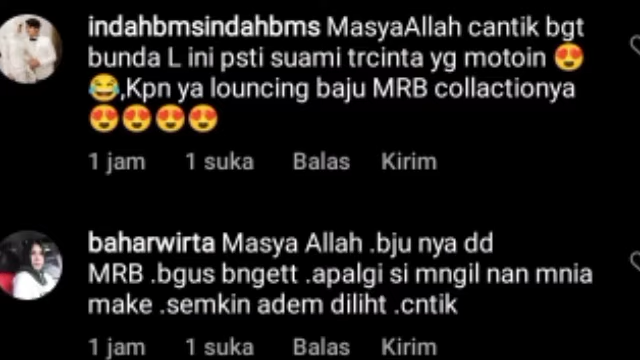 indahbmsindahbms MasyaAllah cantik bgt
bunda L ini psti suami trcinta yg motoin 😍
😂,Kpn ya louncing baju MRB collactionya
😍😍😍😍
1 jam 1 suka Balas Kirim
baharwirta Masya Allah .bju nya dd
MRB .bgus bngett .apalgi si mngil nan mnia
make .semkin adem diliht .cntik
1 jam 1 suka Balas Kirim